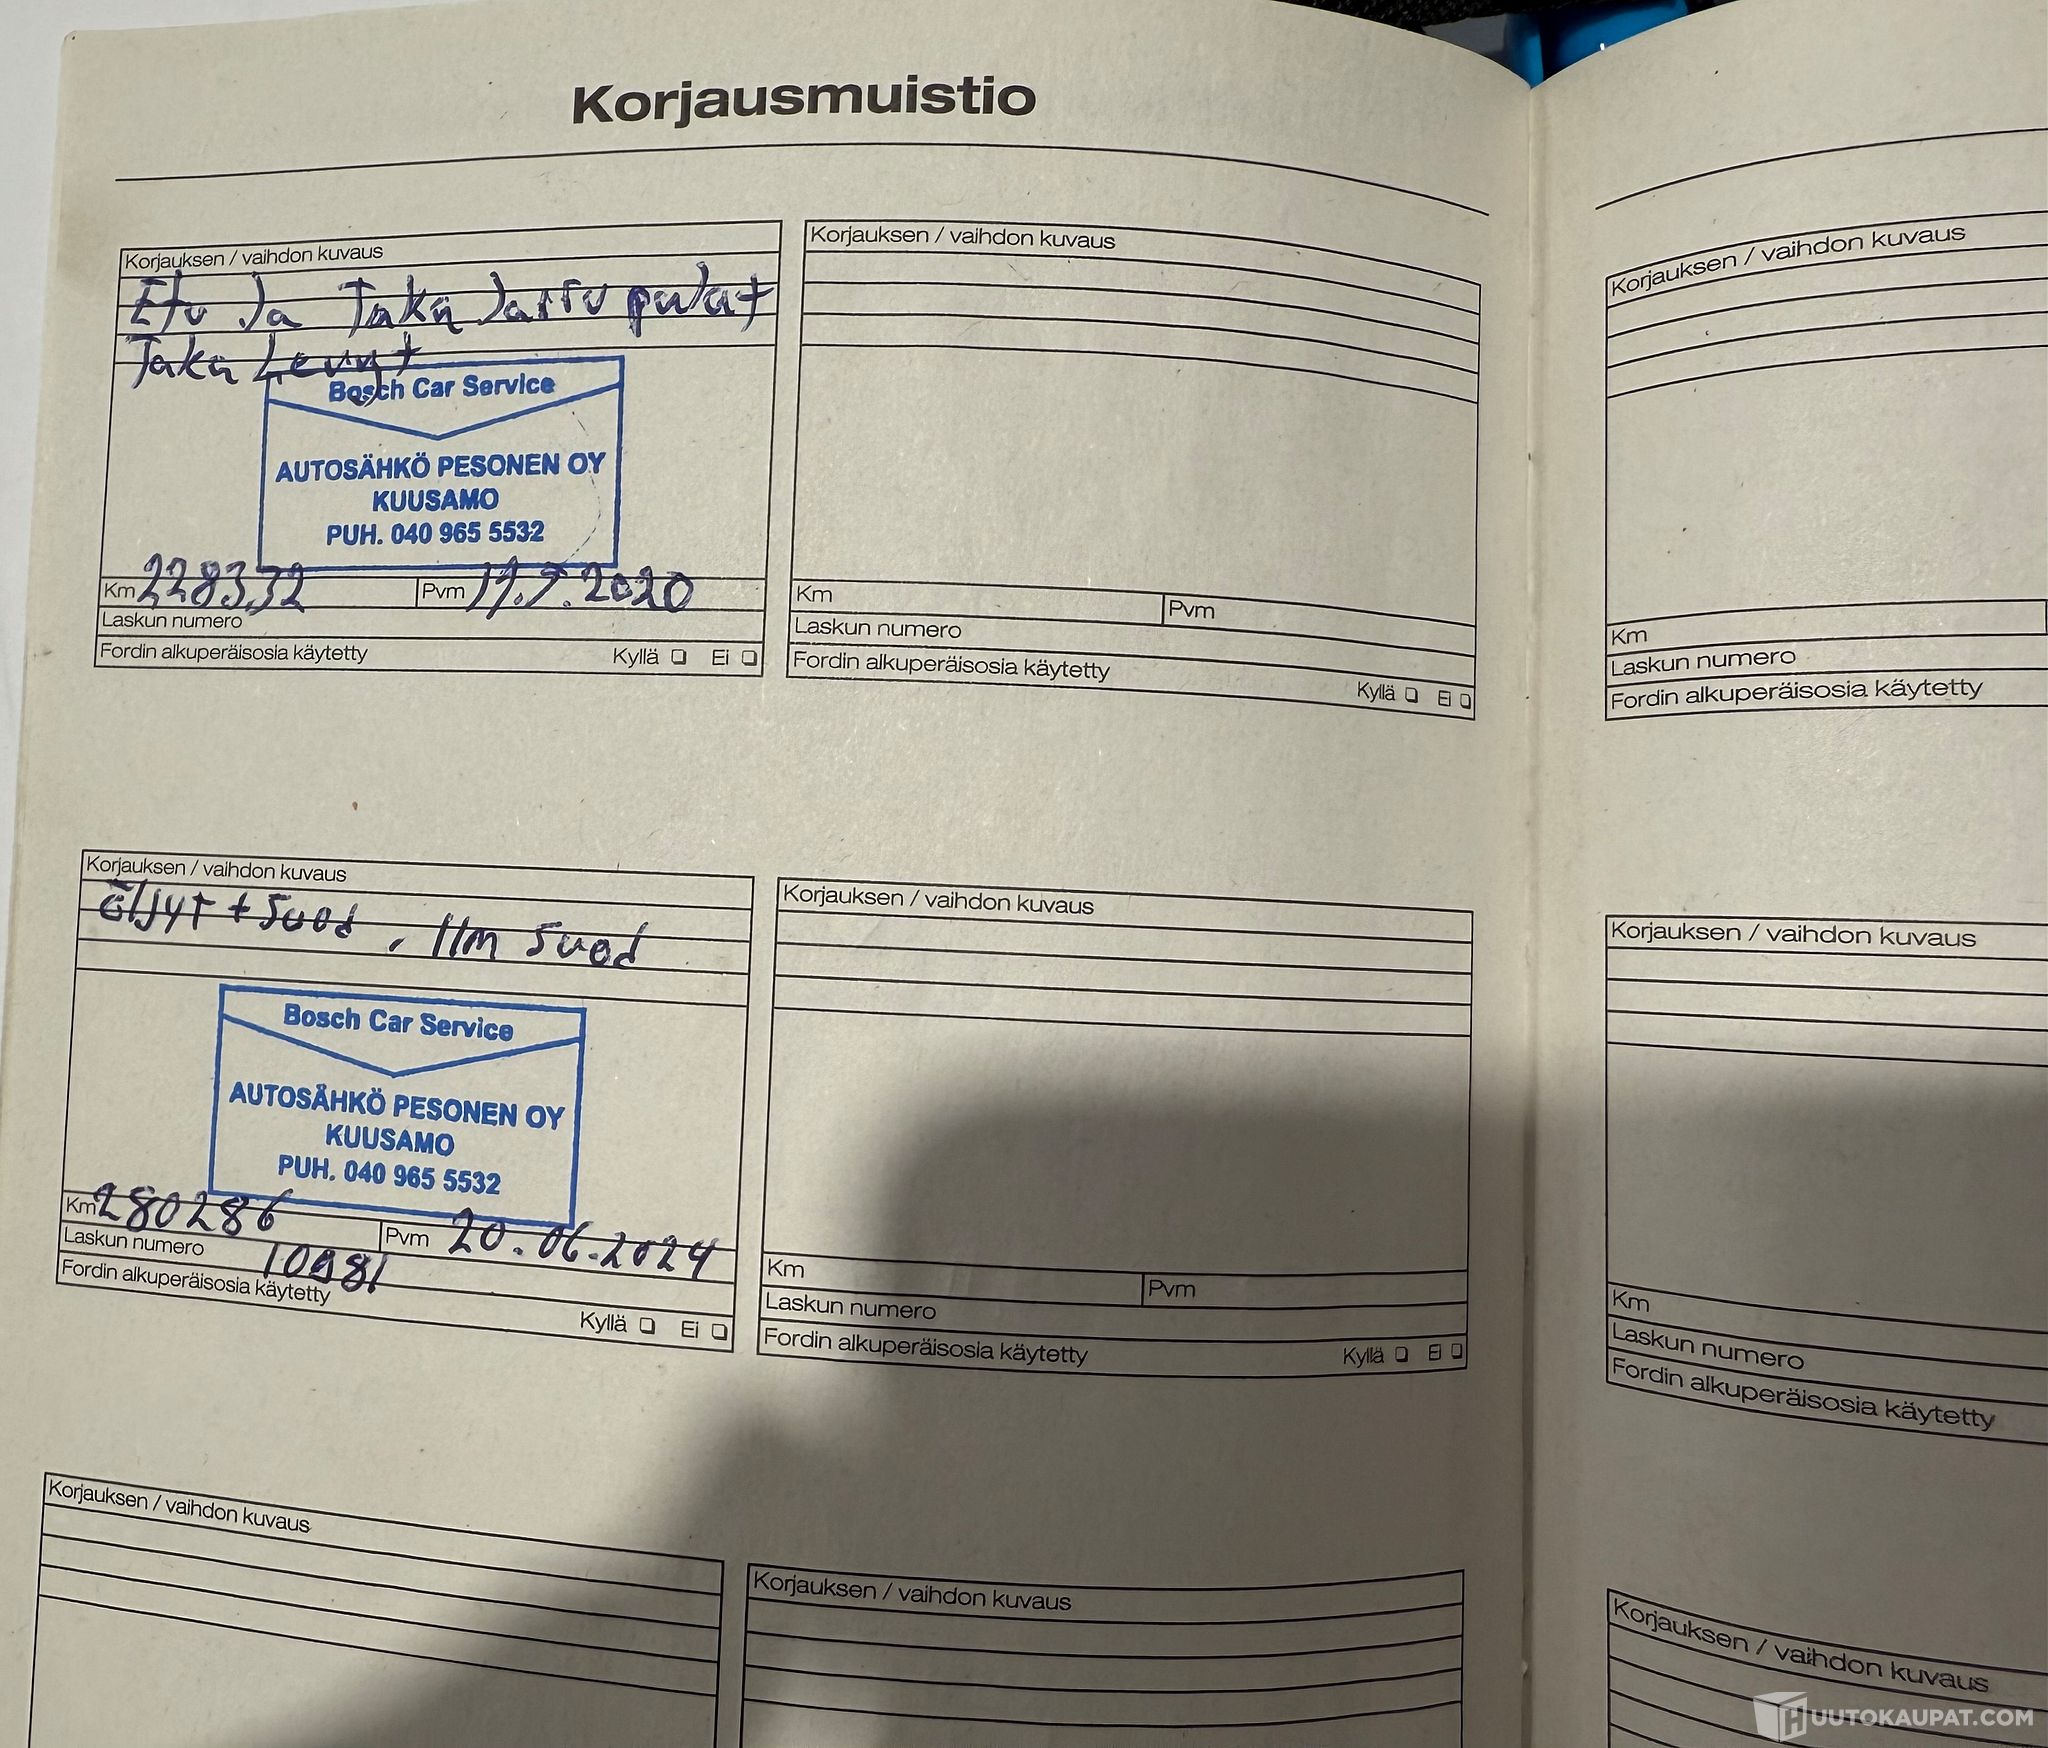 Korjausmuistio
Korjauksen / vaihdon kuvaus
Etu Ja Taka Jarru palat
Taka Levyt
Bosch Car Service
AUTOSÄHKÖ PESONEN OY
KUUSAMO
PUH. 040 965 5532
Km 228332 Pvm 2020
Laskun numero
Fordin alkuperäisosia käytetty Kyllä Ei
Korjauksen / vaihdon kuvaus
Km Pvm
Laskun numero
Fordin alkuperäisosia käytetty Kyllä Ei
Korjauksen / vaihdon kuvaus
Km
Laskun numero
Fordin alkuperäisosia käytetty
Korjauksen / vaihdon kuvaus
Öljyt + Suod, Ilm Suod
Bosch Car Service
AUTOSÄHKÖ PESONEN OY
KUUSAMO
PUH. 040 965 5532
Km 280286 Pvm 20.06.2024
Laskun numero
Fordin alkuperäisosia käytetty Kyllä Ei
Korjauksen / vaihdon kuvaus
Km Pvm
Laskun numero
Fordin alkuperäisosia käytetty Kyllä Ei
Korjauksen / vaihdon kuvaus
Km
Laskun numero
Fordin alkuperäisosia käytetty
Korjauksen / vaihdon kuvaus
Korjauksen / vaihdon kuvaus
Korjauksen / vaihdon kuvaus
HUUTOKAUPAT.COM